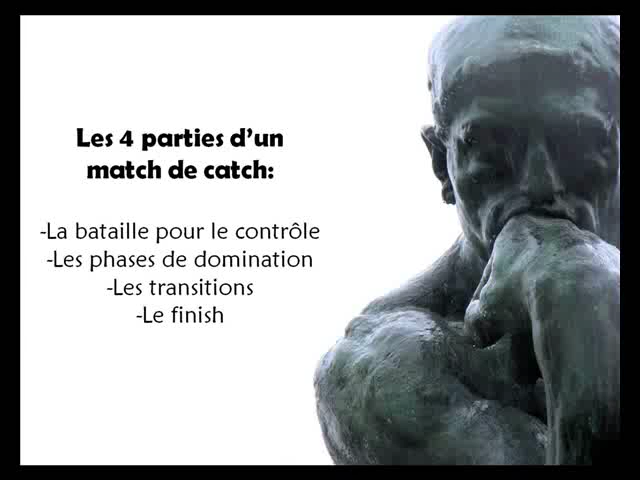 Les 4 parties d’un
match de catch:
-La bataille pour le contrôle
-Les phases de domination
-Les transitions
-Le finish